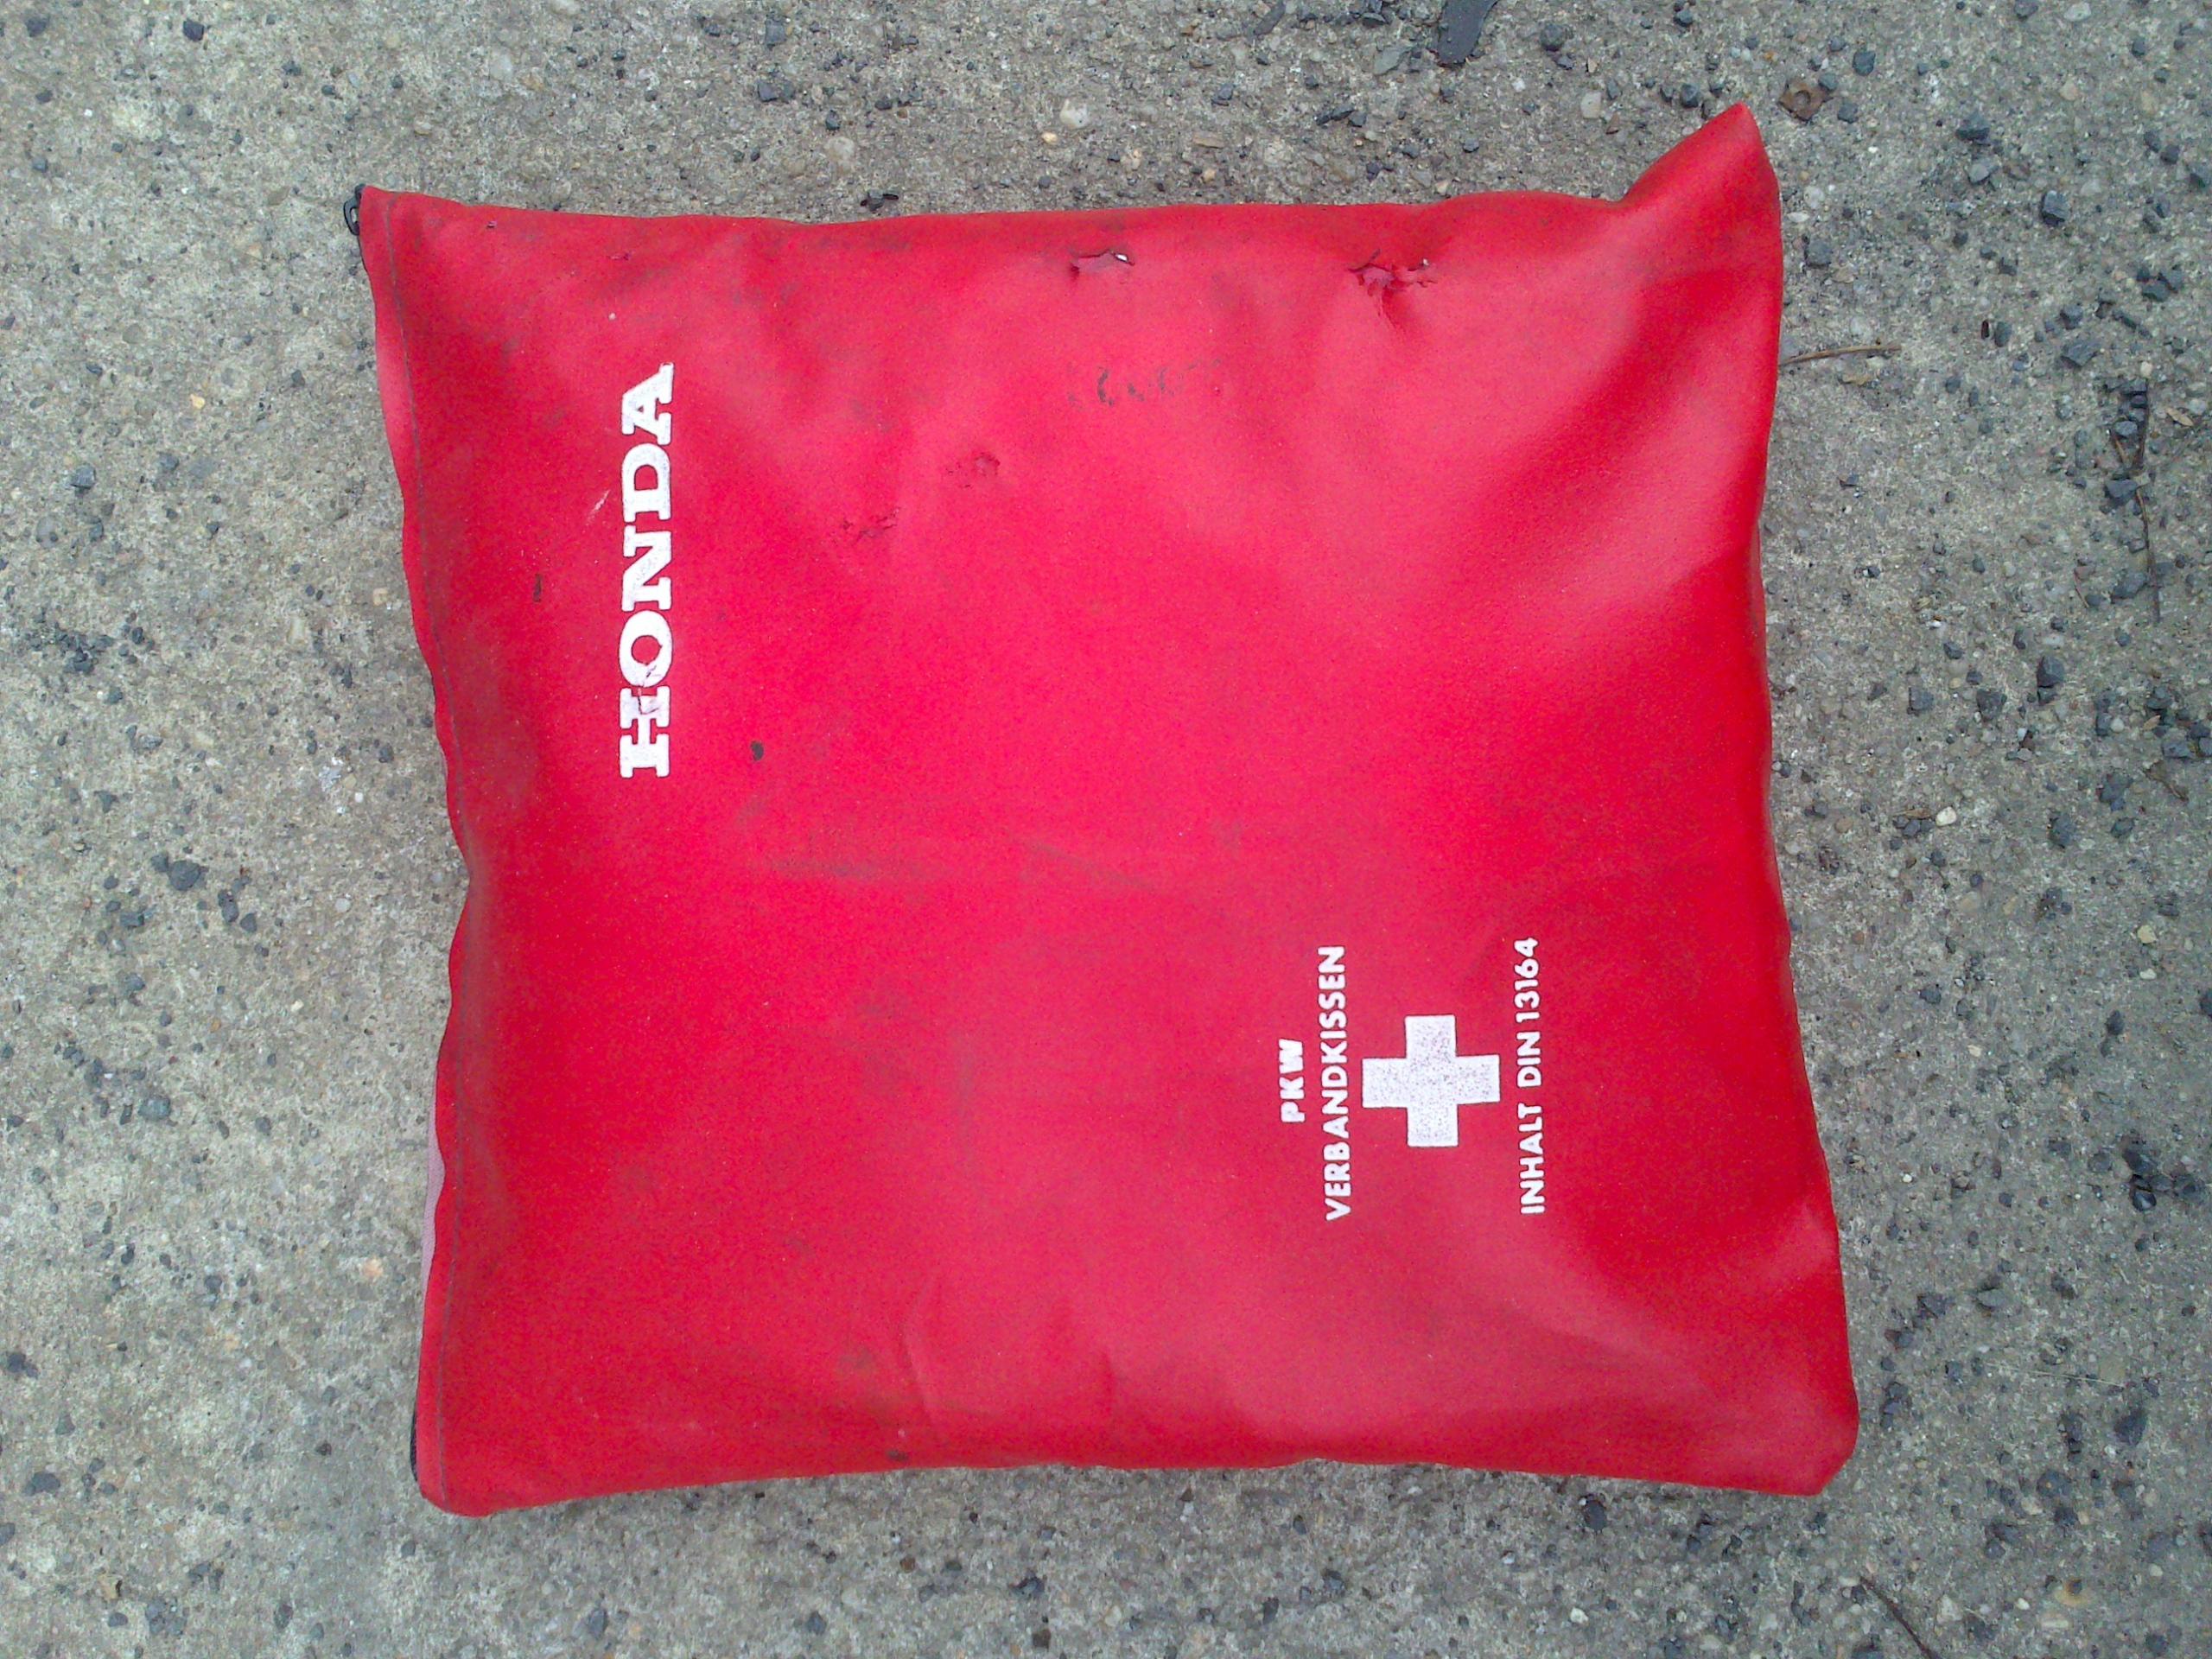 HONDA
PKW
VERBANDKISSEN
INHALT DIN 13164